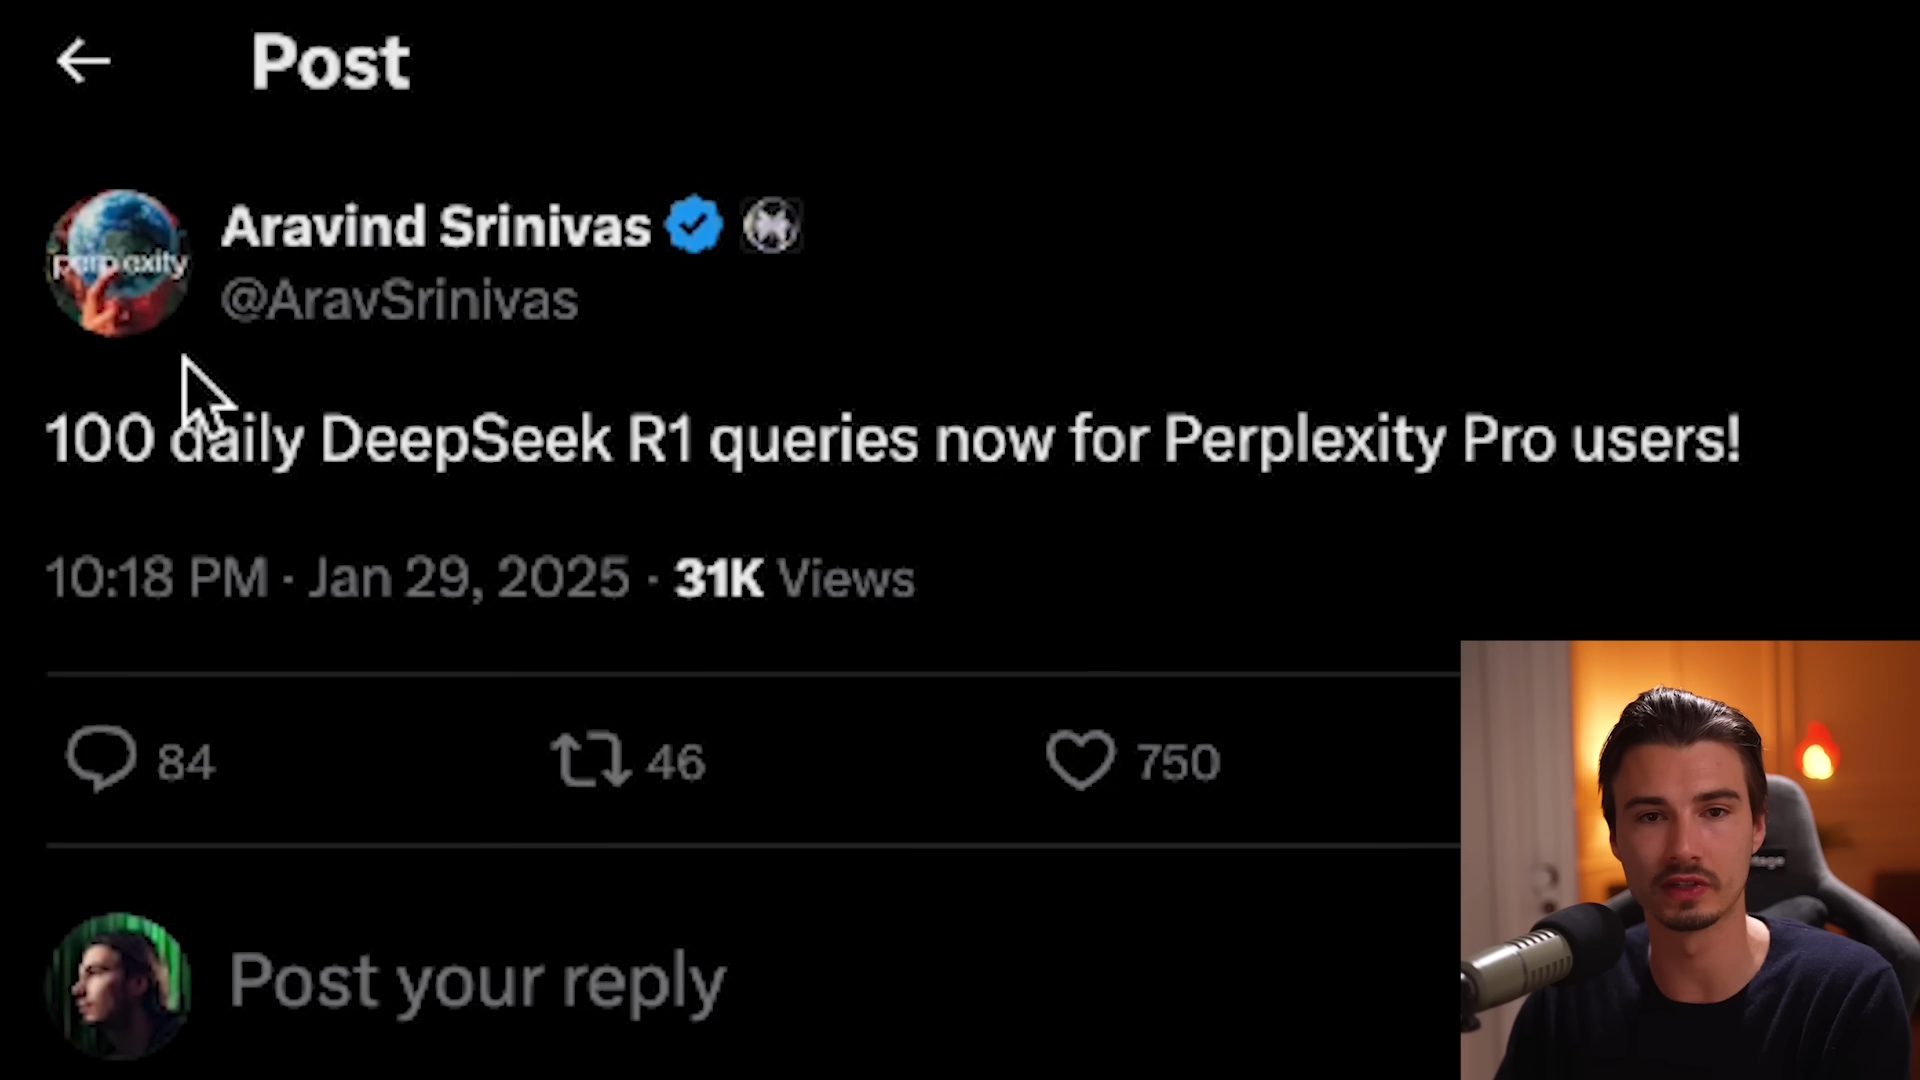 Post
Aravind Srinivas
perplexity
@AravSrinivas
100 daily DeepSeek R1 queries now for Perplexity Pro users!
10:18 PM · Jan 29, 2025 · 31K Views
84 46 750
Post your reply